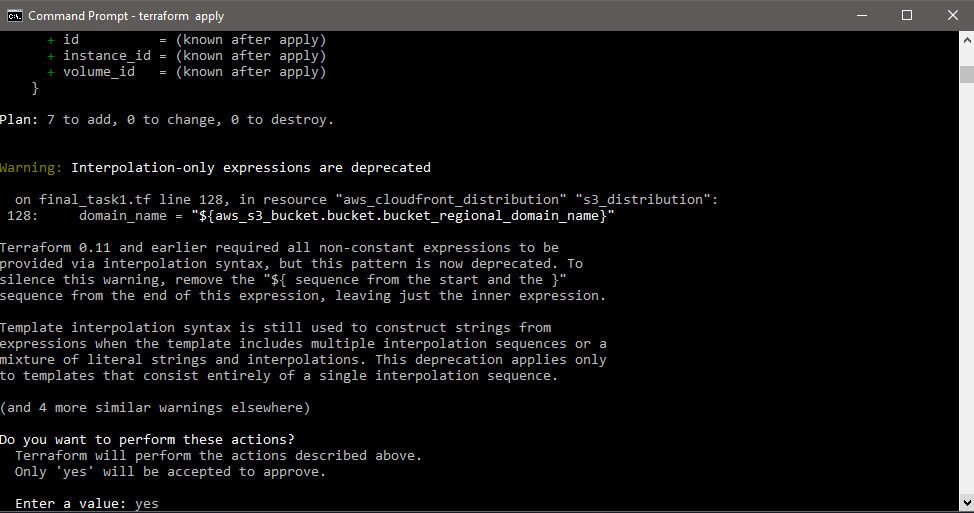 Command Prompt - terraform  apply
+ id          = (known after apply)
+ instance_id = (known after apply)
+ volume_id   = (known after apply)
}
Plan: 7 to add, 0 to change, 0 to destroy.
Warning: Interpolation-only expressions are deprecated
on final_task1.tf line 128, in resource "aws_cloudfront_distribution" "s3_distribution":
128:     domain_name = "${aws_s3_bucket.bucket.bucket_regional_domain_name}"
Terraform 0.11 and earlier required all non-constant expressions to be
provided via interpolation syntax, but this pattern is now deprecated. To
silence this warning, remove the "${ sequence from the start and the }"
sequence from the end of this expression, leaving just the inner expression.
Template interpolation syntax is still used to construct strings from
expressions when the template includes multiple interpolation sequences or a
mixture of literal strings and interpolations. This deprecation applies only
to templates that consist entirely of a single interpolation sequence.
(and 4 more similar warnings elsewhere)
Do you want to perform these actions?
Terraform will perform the actions described above.
Only 'yes' will be accepted to approve.
Enter a value: yes